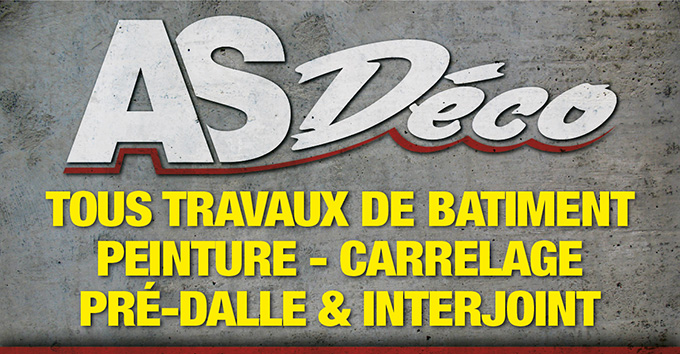 AS Déco
TOUS TRAVAUX DE BATIMENT
PEINTURE - CARRELAGE
PRÉ-DALLE & INTERJOINT